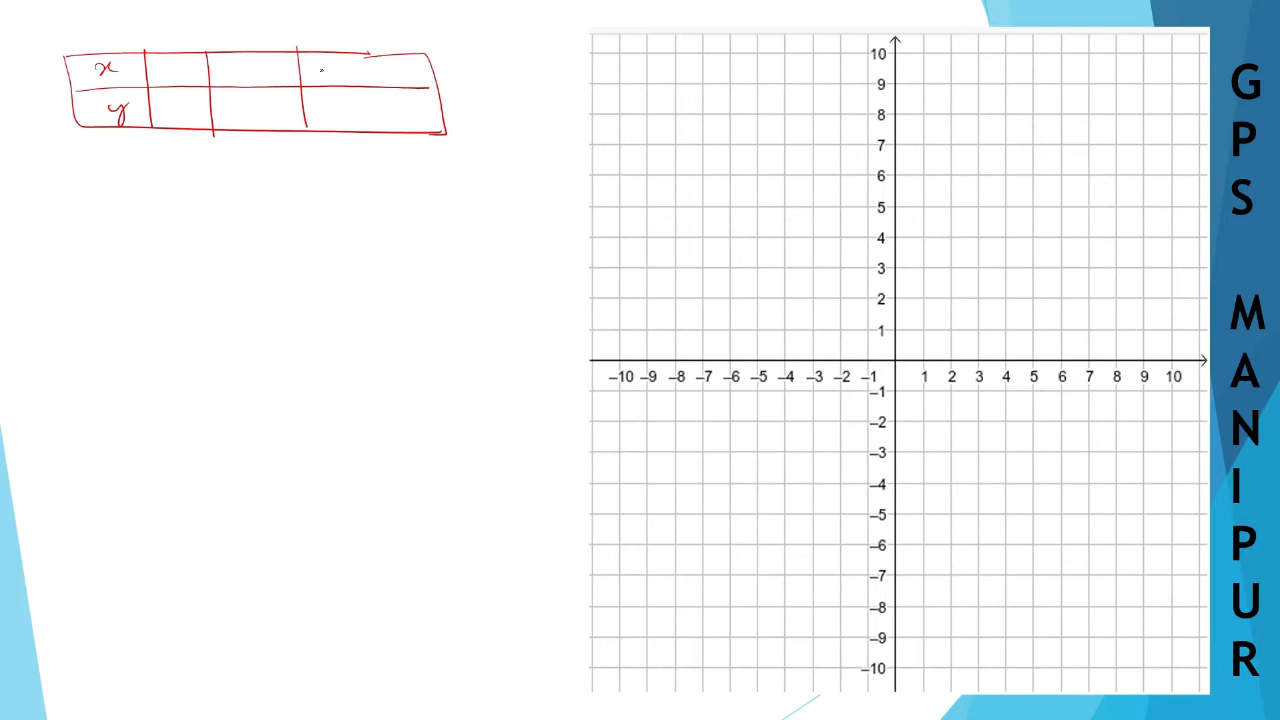 x
y
10
9
8
7
6
5
4
3
2
1
–10 –9 –8 –7 –6 –5 –4 –3 –2 –1 1 2 3 4 5 6 7 8 9 10
–1
–2
–3
–4
–5
–6
–7
–8
–9
–10
G
P
S
M
A
N
I
P
U
R